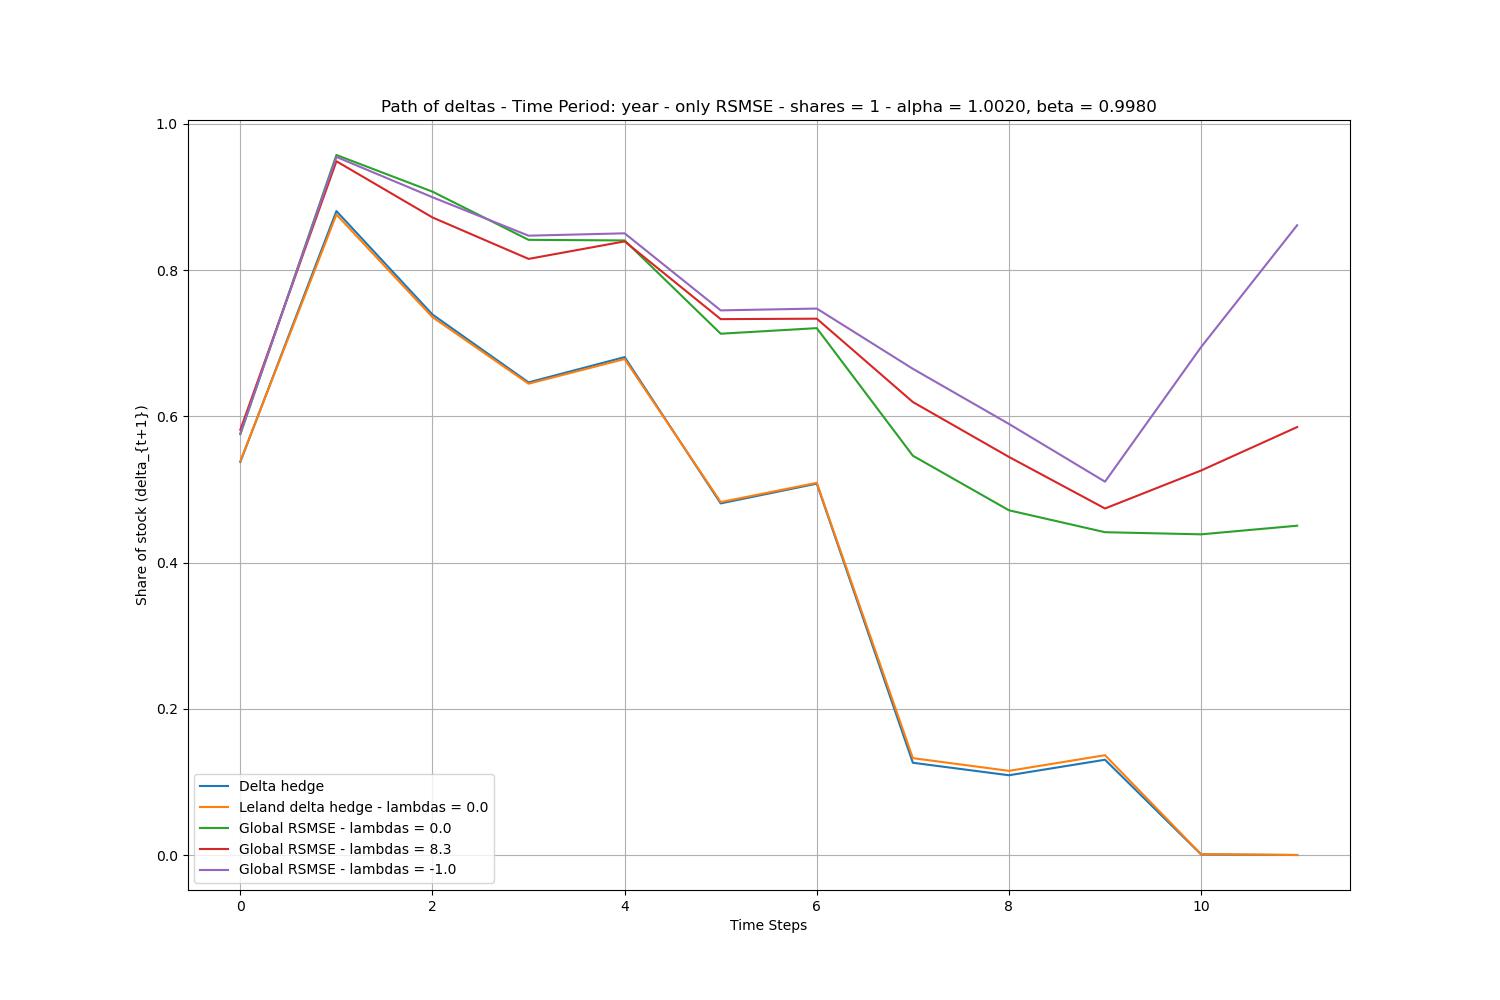 Path of deltas - Time Period: year - only RSMSE - shares = 1 - alpha = 1.0020, beta = 0.9980
1.0
0.8
0.6
0.4
0.2
0.0
Share of stock (delta_{t+1})
Delta hedge
Leland delta hedge - lambdas = 0.0
Global RSMSE - lambdas = 0.0
Global RSMSE - lambdas = 8.3
Global RSMSE - lambdas = -1.0
0 2 4 6 8 10
Time Steps